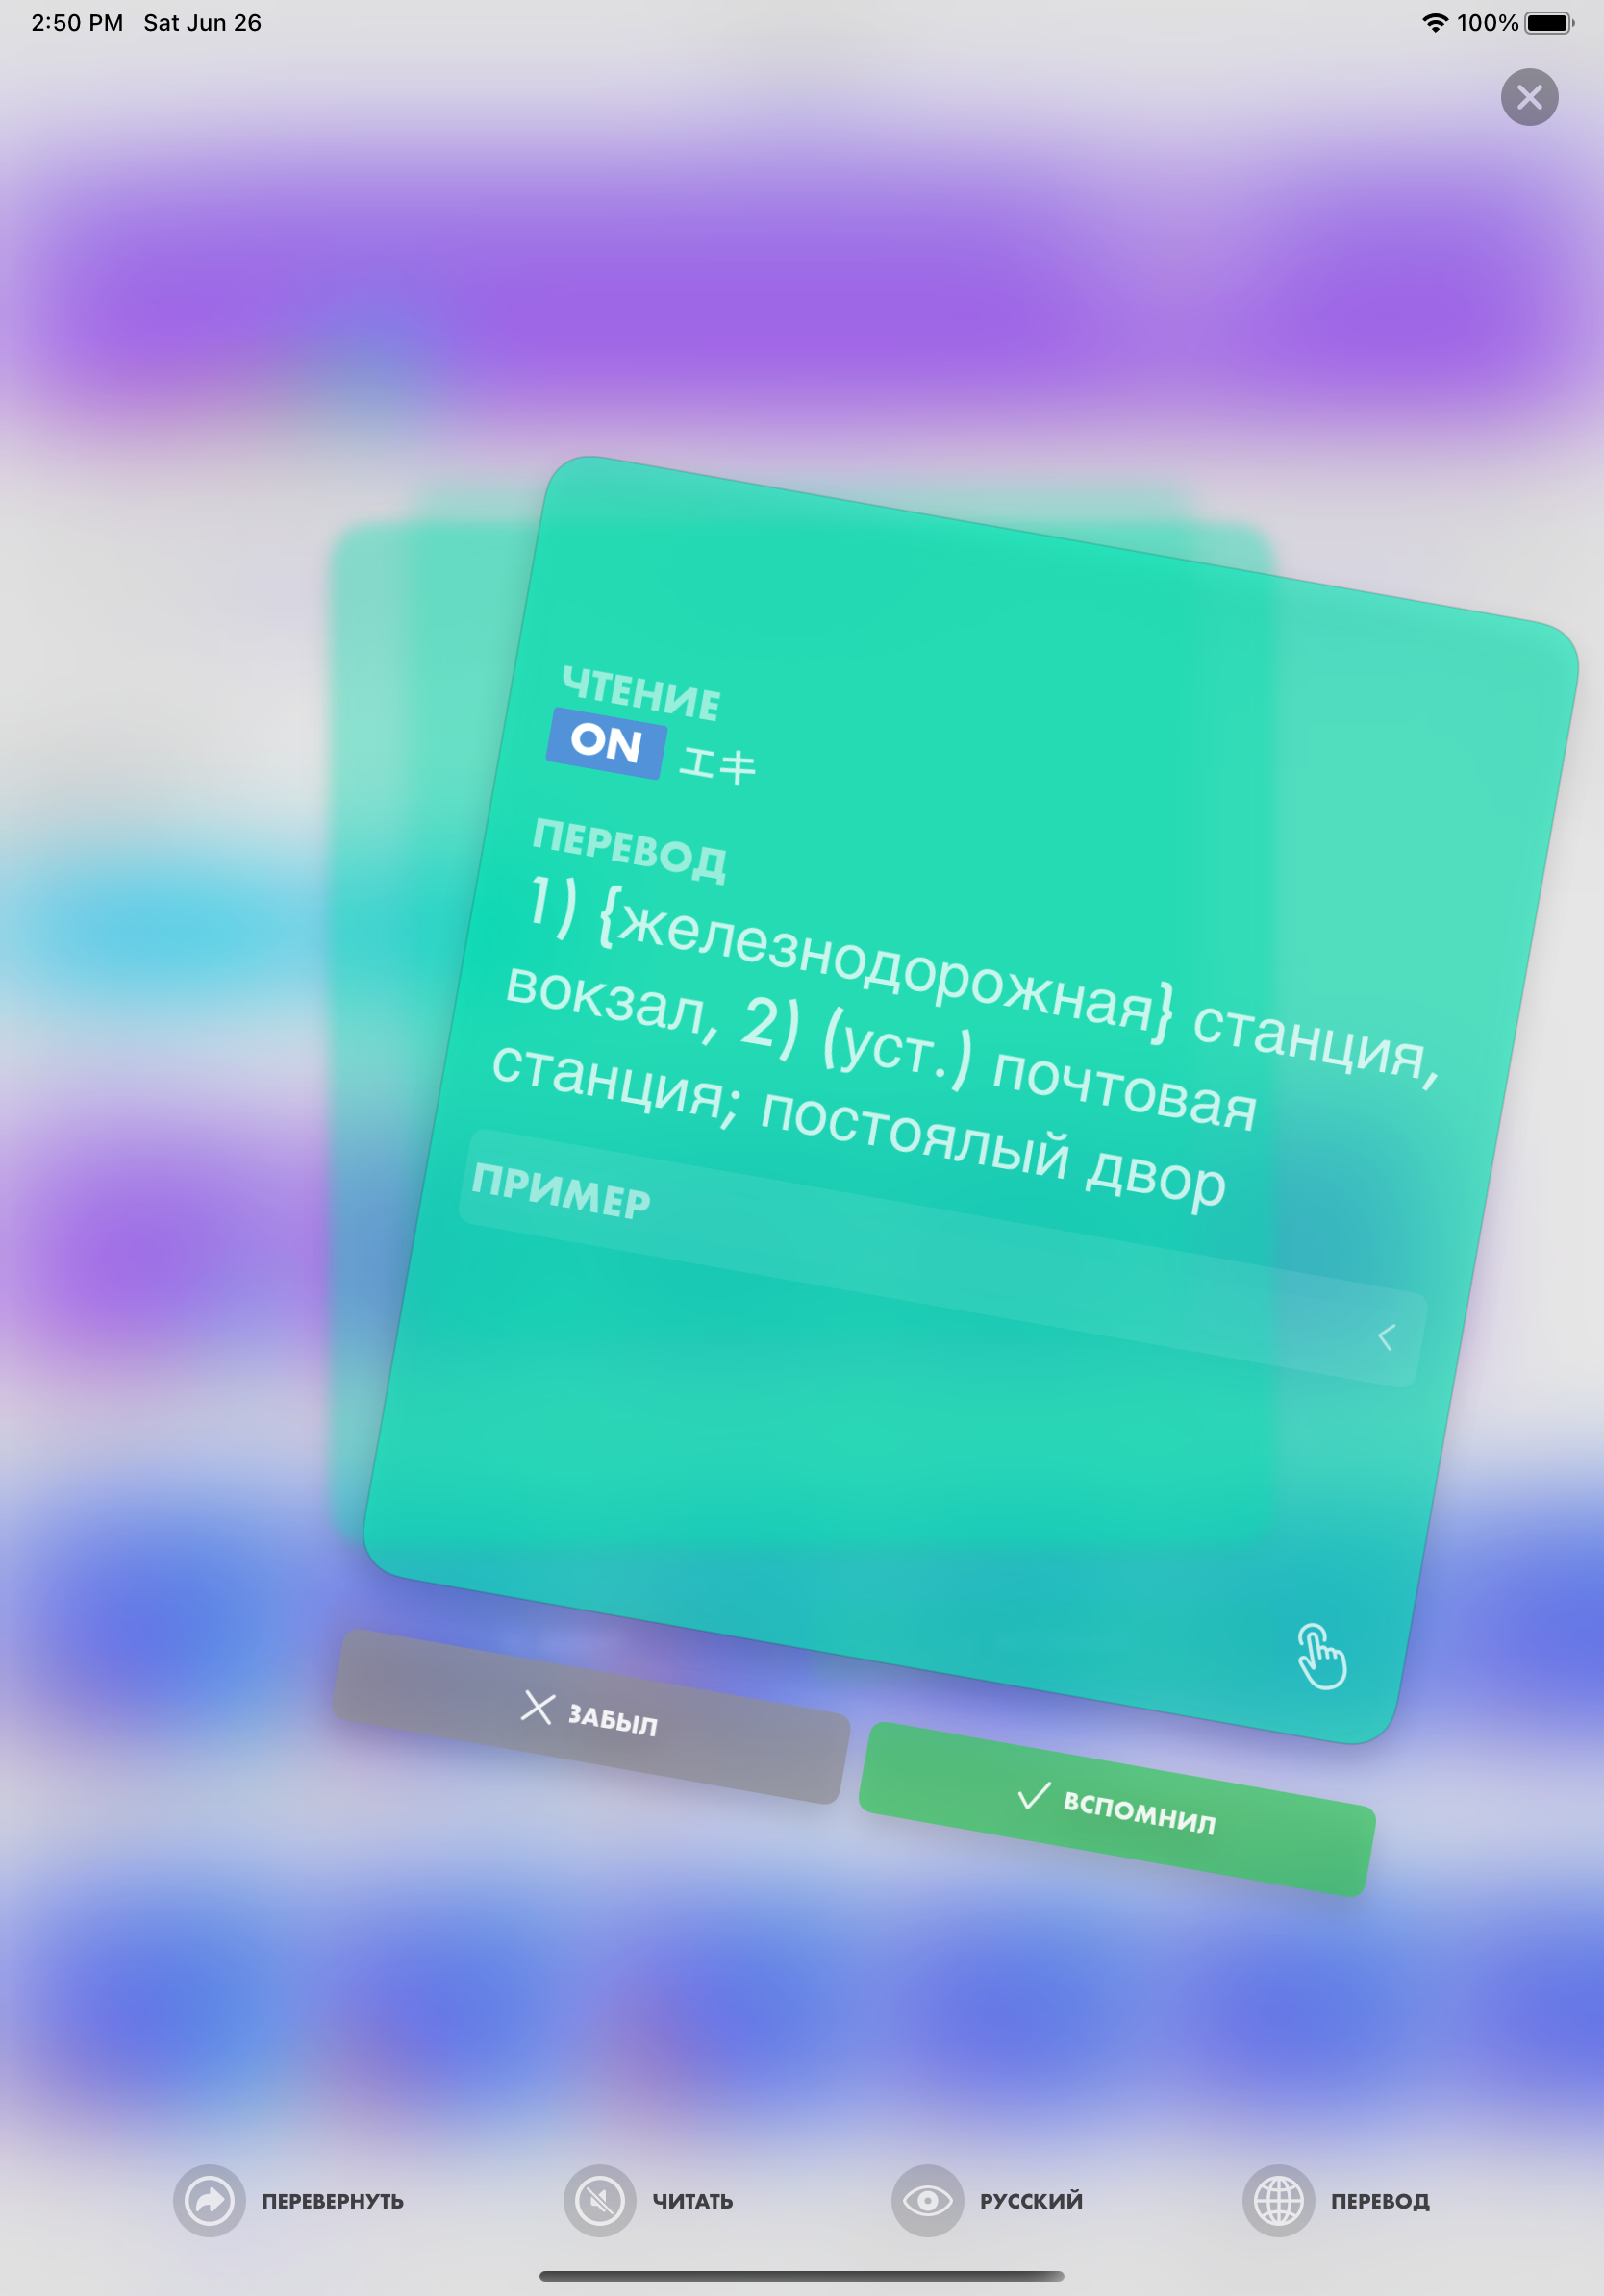 2:50 PM Sat Jun 26
100%
ЧТЕНИЕ
ON エキ
ПЕРЕВОД
1) {железнодорожная} станция,
вокзал, 2) (уст.) почтовая
станция; постоялый двор
ПРИМЕР
ЗАБЫЛ
ВСПОМНИЛ
ПЕРЕВЕРНУТЬ
ЧИТАТЬ
РУССКИЙ
ПЕРЕВОД